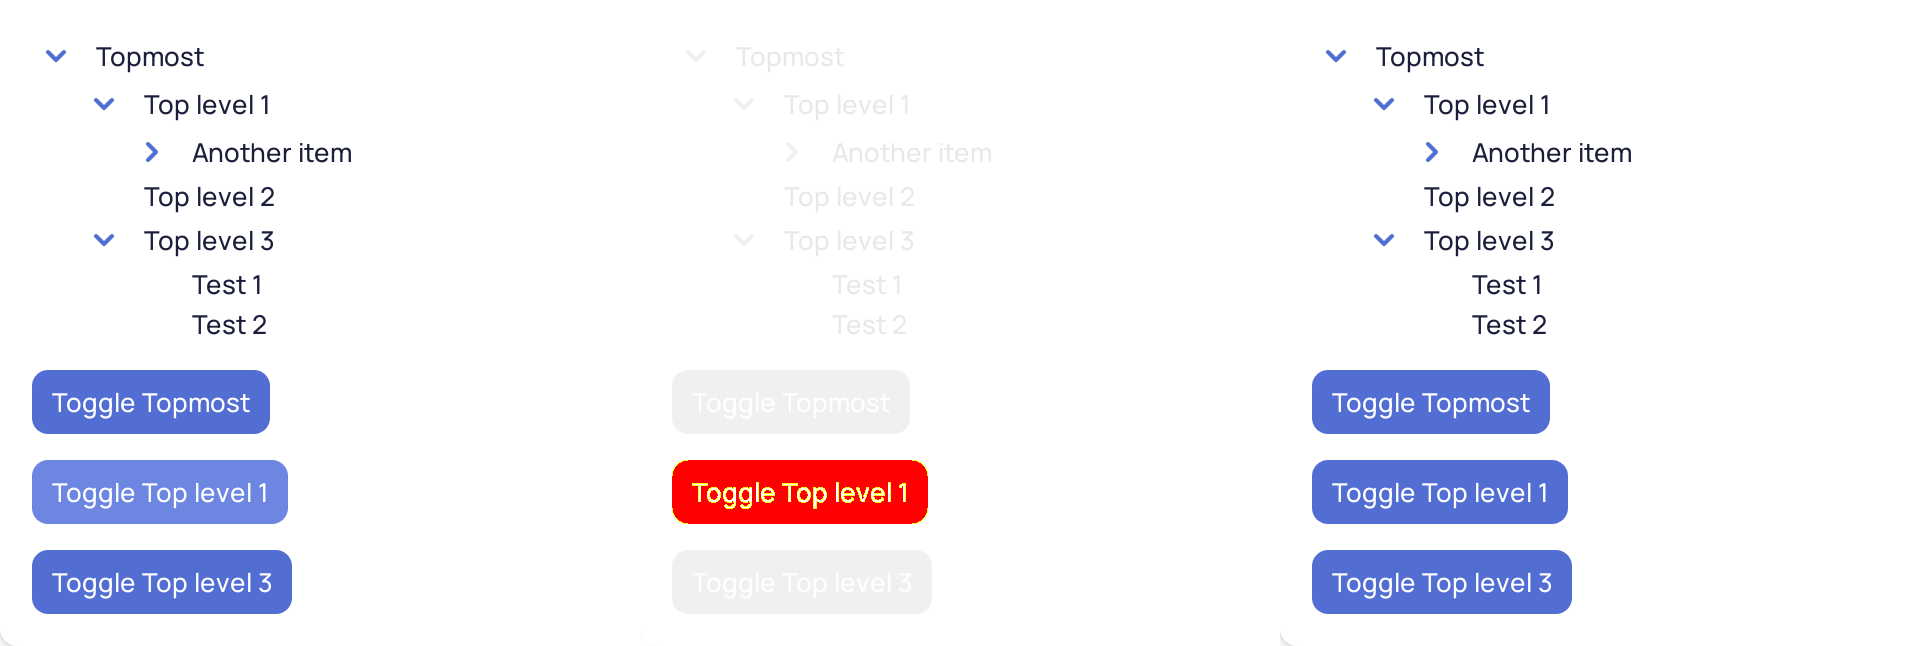 Topmost
Top level 1
Another item
Top level 2
Top level 3
Test 1
Test 2
Toggle Topmost
Toggle Top level 1
Toggle Top level 3
Topmost
Top level 1
Another item
Top level 2
Top level 3
Test 1
Test 2
Toggle Topmost
Toggle Top level 1
Toggle Top level 3
Topmost
Top level 1
Another item
Top level 2
Top level 3
Test 1
Test 2
Toggle Topmost
Toggle Top level 1
Toggle Top level 3